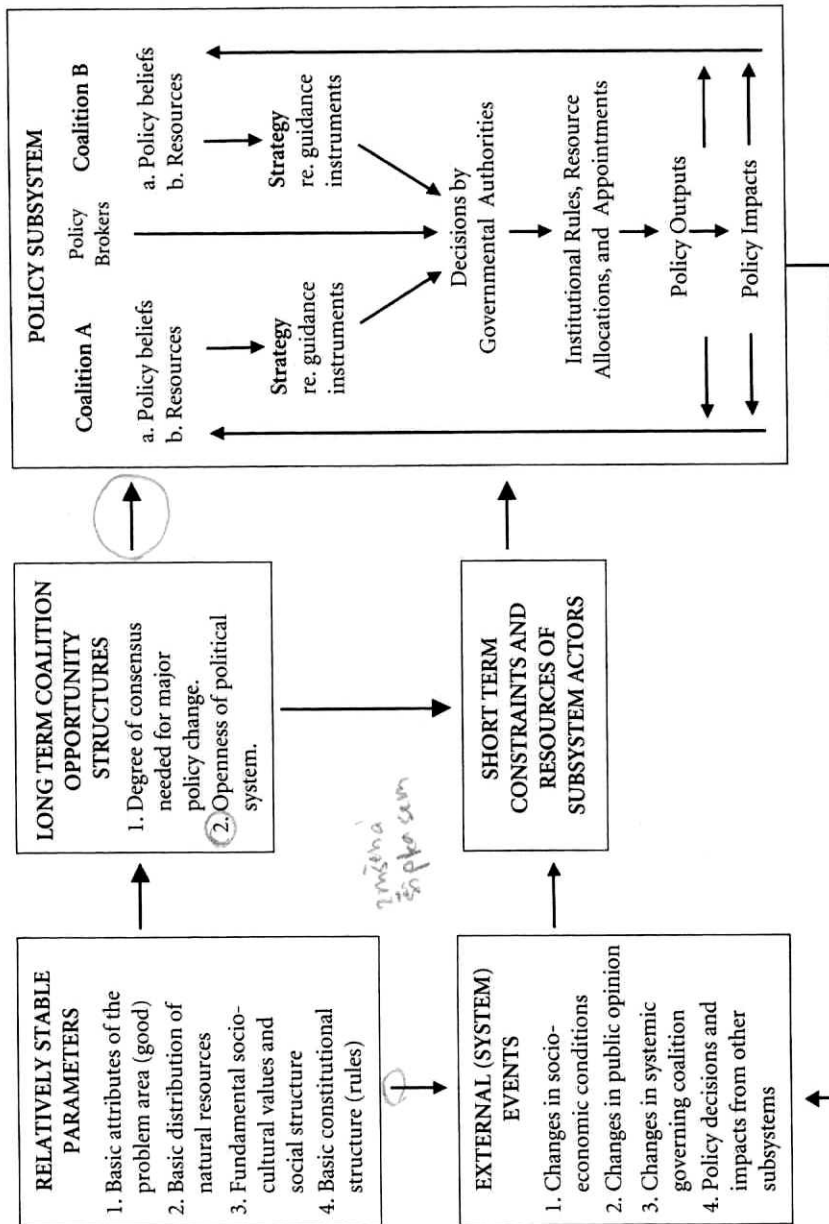 RELATIVELY STABLE
PARAMETERS
1. Basic attributes of the
problem area (good)
2. Basic distribution of
natural resources
3. Fundamental socio-
cultural values and
social structure
4. Basic constitutional
structure (rules)
LONG TERM COALITION
OPPORTUNITY
STRUCTURES
1. Degree of consensus
needed for major
policy change.
2. Openness of political
system.
zrušená
šipka sem
EXTERNAL (SYSTEM)
EVENTS
1. Changes in socio-
economic conditions
2. Changes in public opinion
3. Changes in systemic
governing coalition
4. Policy decisions and
impacts from other
subsystems
SHORT TERM
CONSTRAINTS AND
RESOURCES OF
SUBSYSTEM ACTORS
POLICY SUBSYSTEM
Coalition A
Policy
Brokers
Coalition B
a. Policy beliefs
b. Resources
a. Policy beliefs
b. Resources
Strategy
re. guidance
instruments
Strategy
re. guidance
instruments
Decisions by
Governmental Authorities
Institutional Rules, Resource
Allocations, and Appointments
Policy Outputs
Policy Impacts